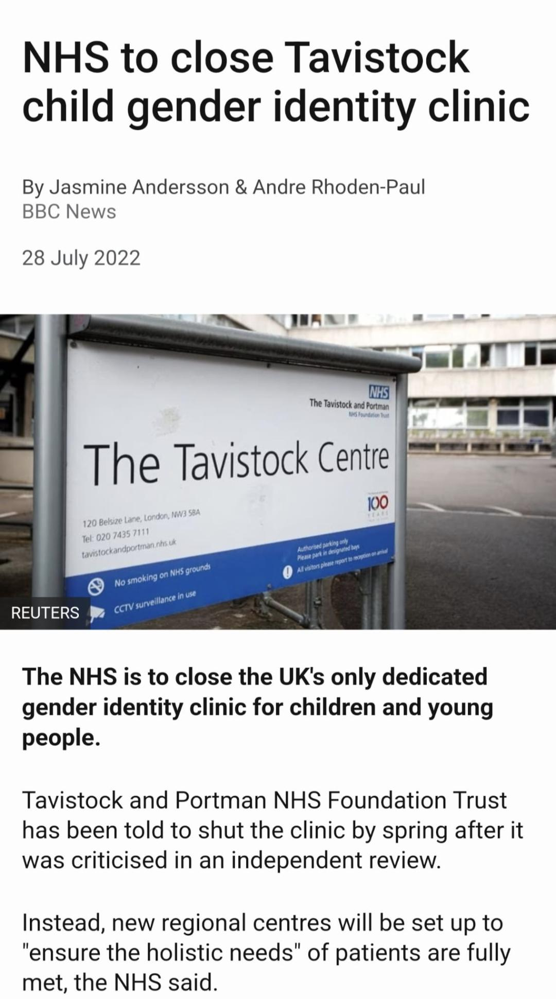 NHS to close Tavistock
child gender identity clinic
By Jasmine Andersson & Andre Rhoden-Paul
BBC News
28 July 2022
NHS
The Tavistock and Portman
NHS Foundation Trust
The Tavistock Centre
100
YEARS
120 Belsize Lane, London, NW3 5BA
Tel: 020 7435 7111
tavistockandportman.nhs.uk
No smoking on NHS grounds
CCTV surveillance in use
Authorised parking only
Please park in designated bays
All visitors please report to reception on arrival
REUTERS
The NHS is to close the UK's only dedicated
gender identity clinic for children and young
people.
Tavistock and Portman NHS Foundation Trust
has been told to shut the clinic by spring after it
was criticised in an independent review.
Instead, new regional centres will be set up to
"ensure the holistic needs" of patients are fully
met, the NHS said.